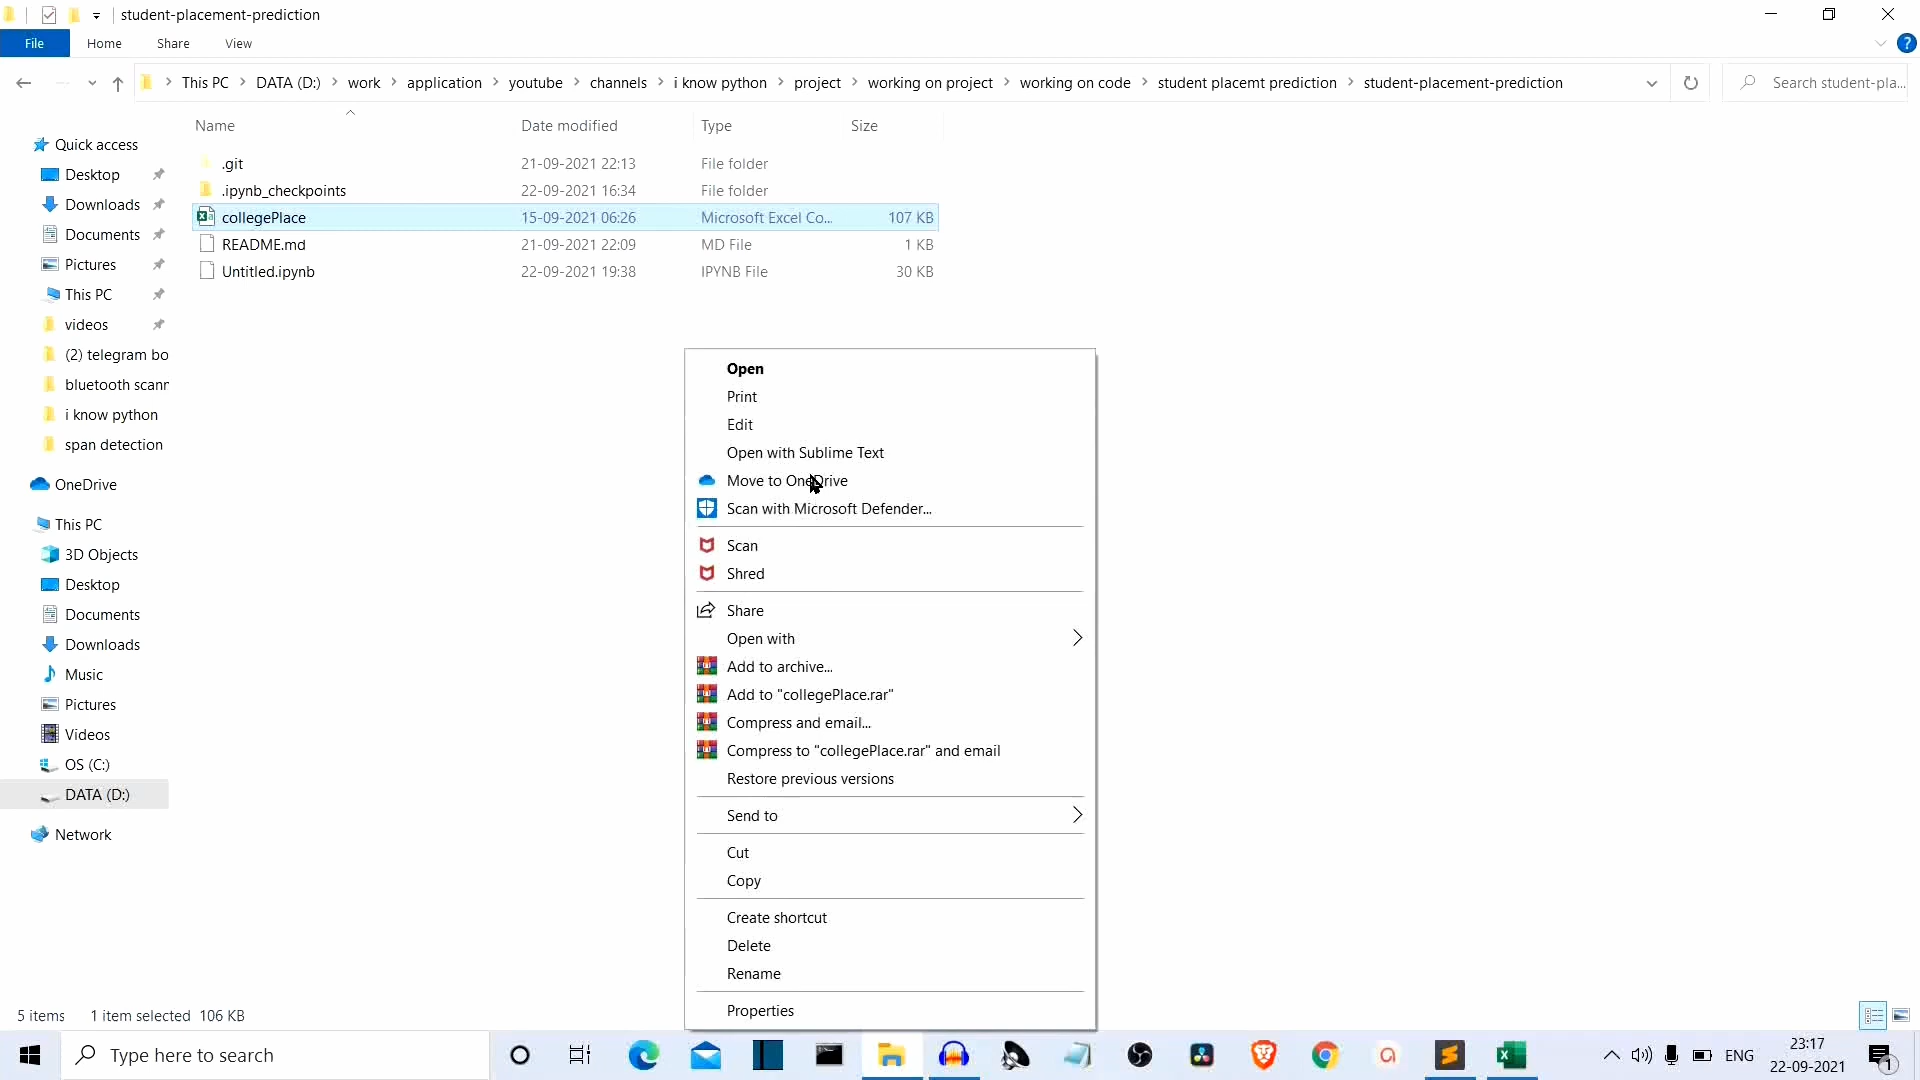 student-placement-prediction
File Home Share View
This PC DATA (D:) work application youtube channels i know python project working on project working on code student placemt prediction student-placement-prediction
Search student-pla...
Name Date modified Type Size
.git 21-09-2021 22:13 File folder
.ipynb_checkpoints 22-09-2021 16:34 File folder
collegePlace 15-09-2021 06:26 Microsoft Excel Co... 107 KB
README.md 21-09-2021 22:09 MD File 1 KB
Untitled.ipynb 22-09-2021 19:38 IPYNB File 30 KB
Quick access
Desktop
Downloads
Documents
Pictures
This PC
videos
(2) telegram bo
bluetooth scanr
i know python
span detection
OneDrive
This PC
3D Objects
Desktop
Documents
Downloads
Music
Pictures
Videos
OS (C:)
DATA (D:)
Network
Open
Print
Edit
Open with Sublime Text
Move to OneDrive
Scan with Microsoft Defender...
Scan
Shred
Share
Open with
Add to archive...
Add to "collegePlace.rar"
Compress and email...
Compress to "collegePlace.rar" and email
Restore previous versions
Send to
Cut
Copy
Create shortcut
Delete
Rename
Properties
5 items 1 item selected 106 KB
Type here to search
ENG
23:17
22-09-2021
1